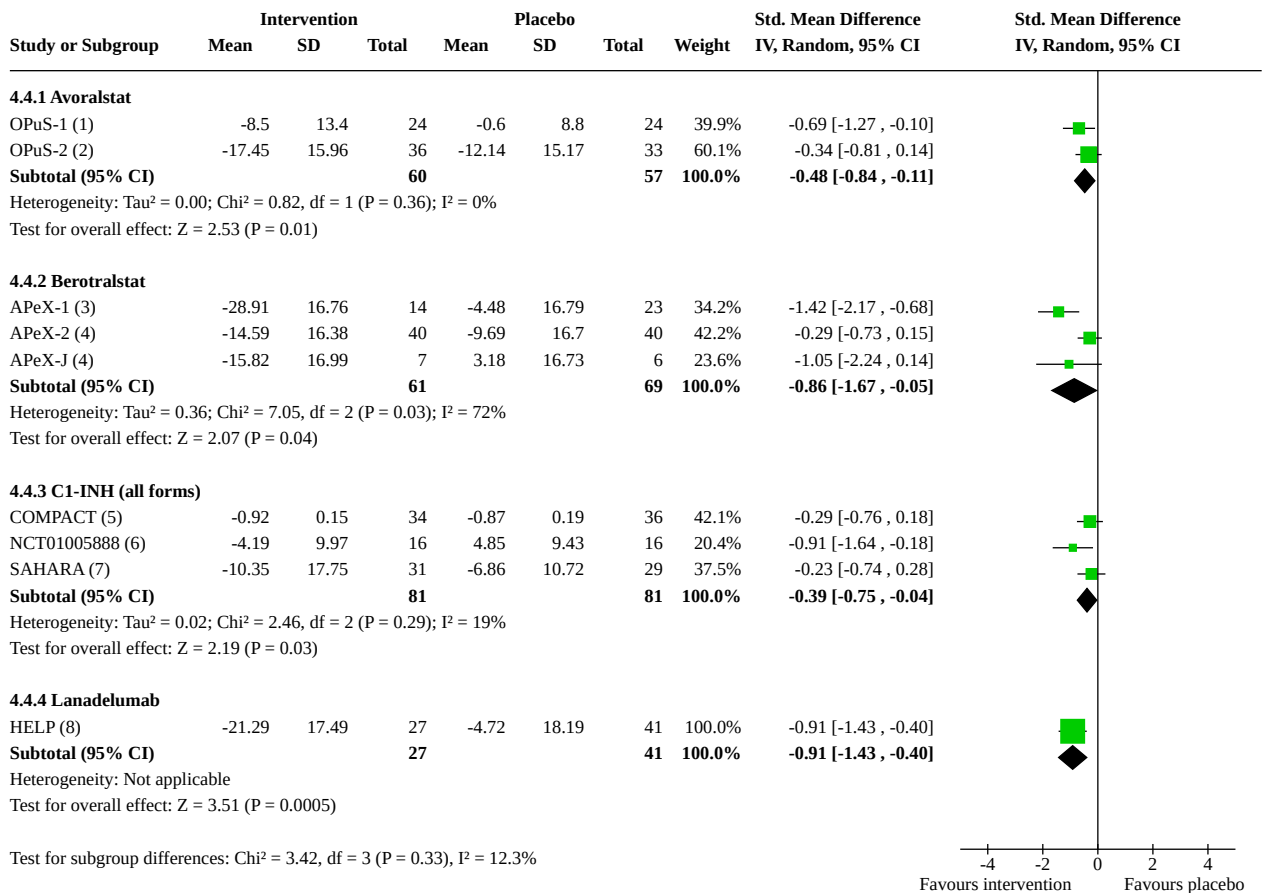 Intervention Placebo Std. Mean Difference Std. Mean Difference
Study or Subgroup Mean SD Total Mean SD Total Weight IV, Random, 95% CI IV, Random, 95% CI
4.4.1 Avoralstat
OPuS-1 (1) -8.5 13.4 24 -0.6 8.8 24 39.9% -0.69 [-1.27 , -0.10]
OPuS-2 (2) -17.45 15.96 36 -12.14 15.17 33 60.1% -0.34 [-0.81 , 0.14]
Subtotal (95% CI) 60 57 100.0% -0.48 [-0.84 , -0.11]
Heterogeneity: Tau² = 0.00; Chi² = 0.82, df = 1 (P = 0.36); I² = 0%
Test for overall effect: Z = 2.53 (P = 0.01)
4.4.2 Berotralstat
APeX-1 (3) -28.91 16.76 14 -4.48 16.79 23 34.2% -1.42 [-2.17 , -0.68]
APeX-2 (4) -14.59 16.38 40 -9.69 16.7 40 42.2% -0.29 [-0.73 , 0.15]
APeX-J (4) -15.82 16.99 7 3.18 16.73 6 23.6% -1.05 [-2.24 , 0.14]
Subtotal (95% CI) 61 69 100.0% -0.86 [-1.67 , -0.05]
Heterogeneity: Tau² = 0.36; Chi² = 7.05, df = 2 (P = 0.03); I² = 72%
Test for overall effect: Z = 2.07 (P = 0.04)
4.4.3 C1-INH (all forms)
COMPACT (5) -0.92 0.15 34 -0.87 0.19 36 42.1% -0.29 [-0.76 , 0.18]
NCT01005888 (6) -4.19 9.97 16 4.85 9.43 16 20.4% -0.91 [-1.64 , -0.18]
SAHARA (7) -10.35 17.75 31 -6.86 10.72 29 37.5% -0.23 [-0.74 , 0.28]
Subtotal (95% CI) 81 81 100.0% -0.39 [-0.75 , -0.04]
Heterogeneity: Tau² = 0.02; Chi² = 2.46, df = 2 (P = 0.29); I² = 19%
Test for overall effect: Z = 2.19 (P = 0.03)
4.4.4 Lanadelumab
HELP (8) -21.29 17.49 27 -4.72 18.19 41 100.0% -0.91 [-1.43 , -0.40]
Subtotal (95% CI) 27 41 100.0% -0.91 [-1.43 , -0.40]
Heterogeneity: Not applicable
Test for overall effect: Z = 3.51 (P = 0.0005)
Test for subgroup differences: Chi² = 3.42, df = 3 (P = 0.33), I² = 12.3%
-4 -2 0 2 4
Favours intervention Favours placebo